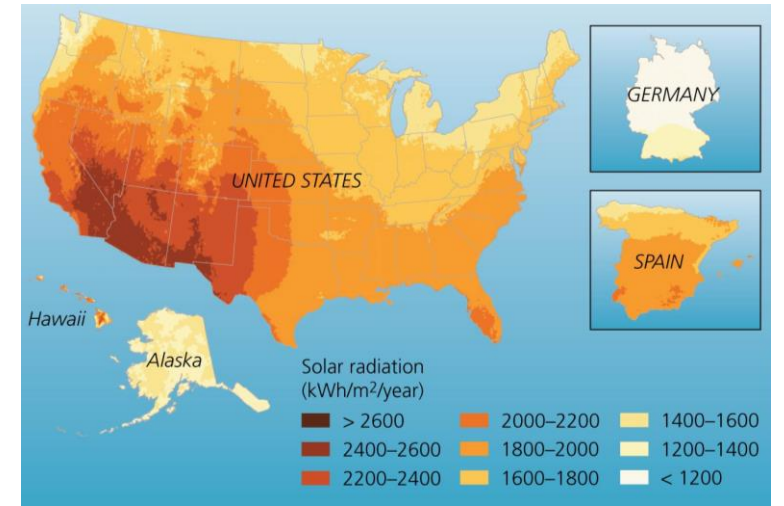 GERMANY
UNITED STATES
SPAIN
Hawaii
Alaska
Solar radiation
(kWh/m²/year)
> 2600
2400–2600
2200–2400
2000–2200
1800–2000
1600–1800
1400–1600
1200–1400
< 1200